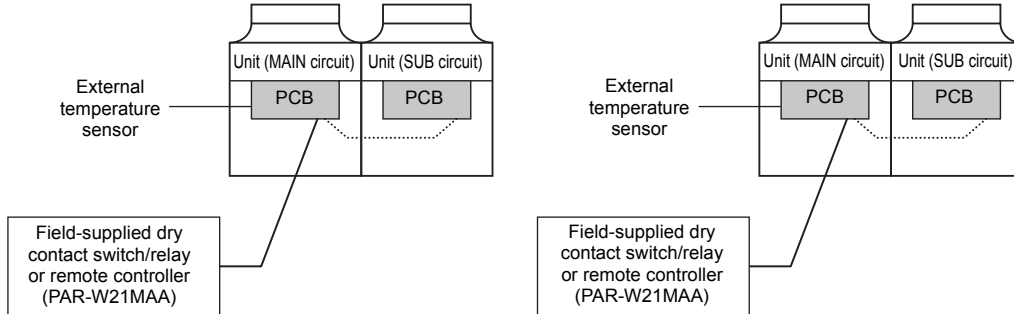 Unit (MAIN circuit)
Unit (SUB circuit)
PCB
PCB
External
temperature
sensor
Field-supplied dry
contact switch/relay
or remote controller
(PAR-W21MAA)
Unit (MAIN circuit)
Unit (SUB circuit)
PCB
PCB
External
temperature
sensor
Field-supplied dry
contact switch/relay
or remote controller
(PAR-W21MAA)